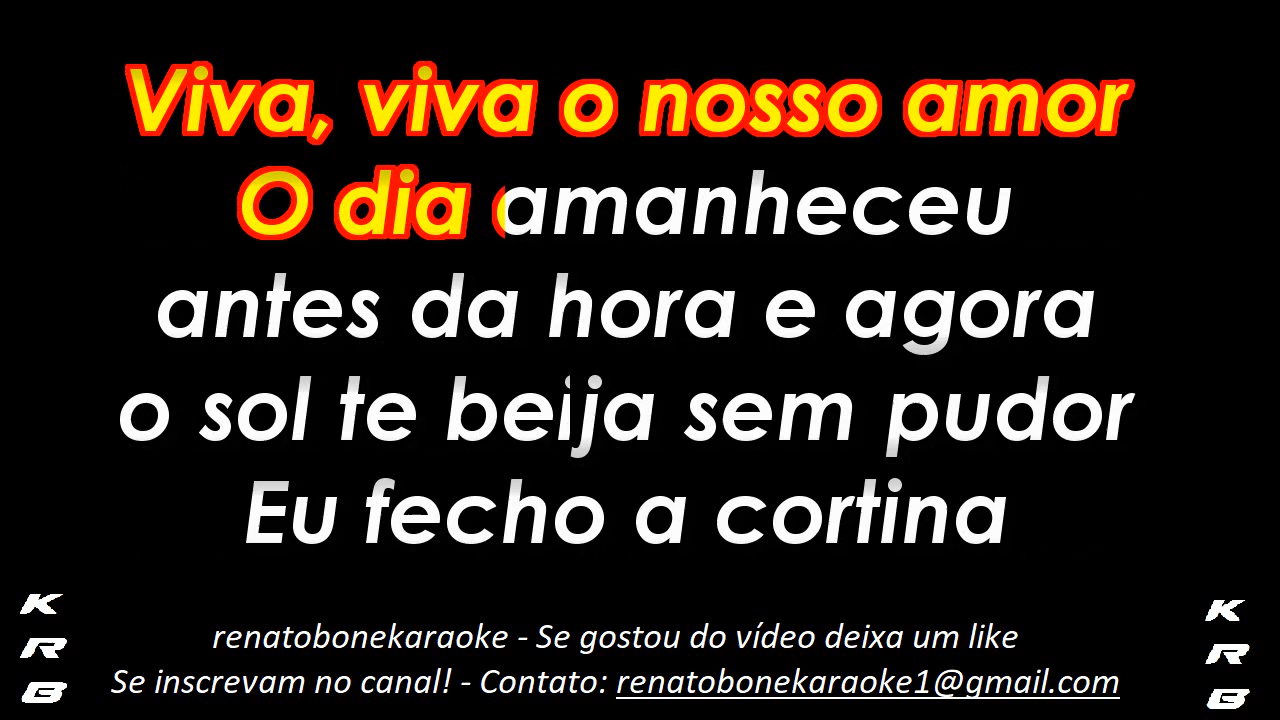 Viva, viva o nosso amor
O dia amanheceu
antes da hora e agora
o sol te beija sem pudor
Eu fecho a cortina
K
R
B
K
R
B
renatobonekaraoke - Se gostou do vídeo deixa um like
Se inscrevam no canal! - Contato: renatobonekaraoke1@gmail.com